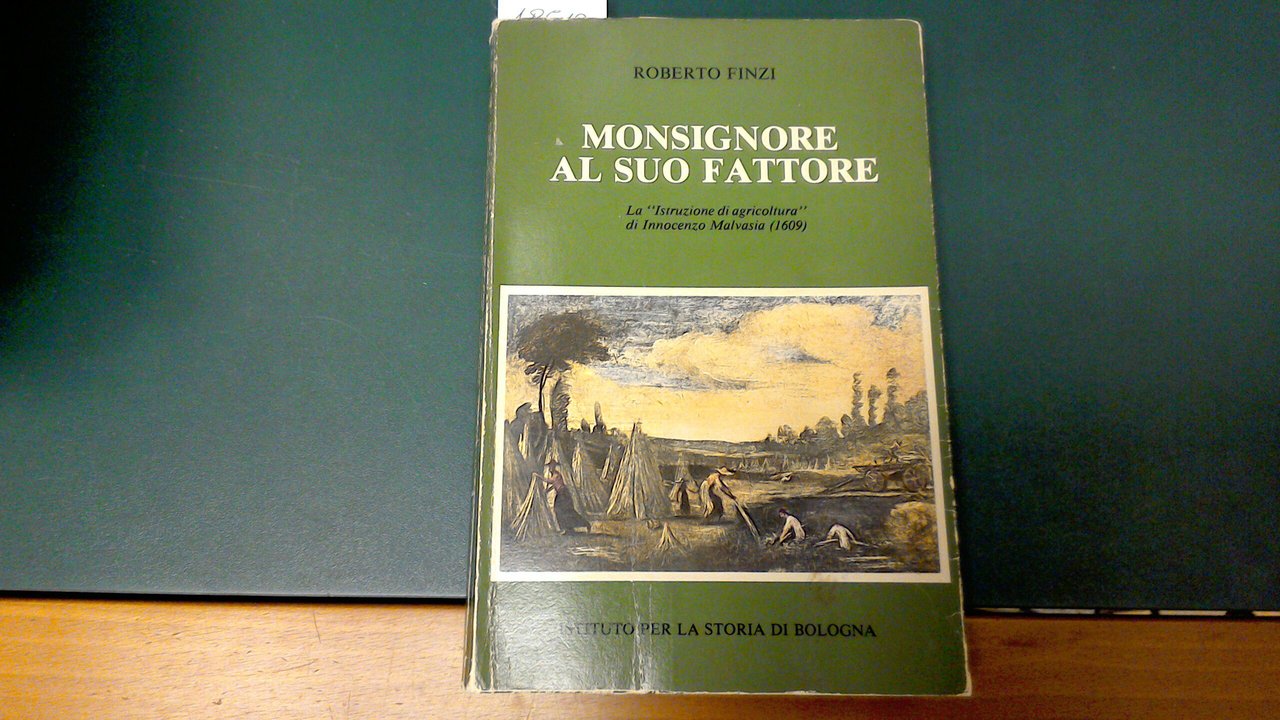 ROBERTO FINZI
MONSIGNORE
AL SUO FATTORE
La "Istruzione di agricoltura"
di Innocenzo Malvasia (1609)
ISTITUTO PER LA STORIA DI BOLOGNA